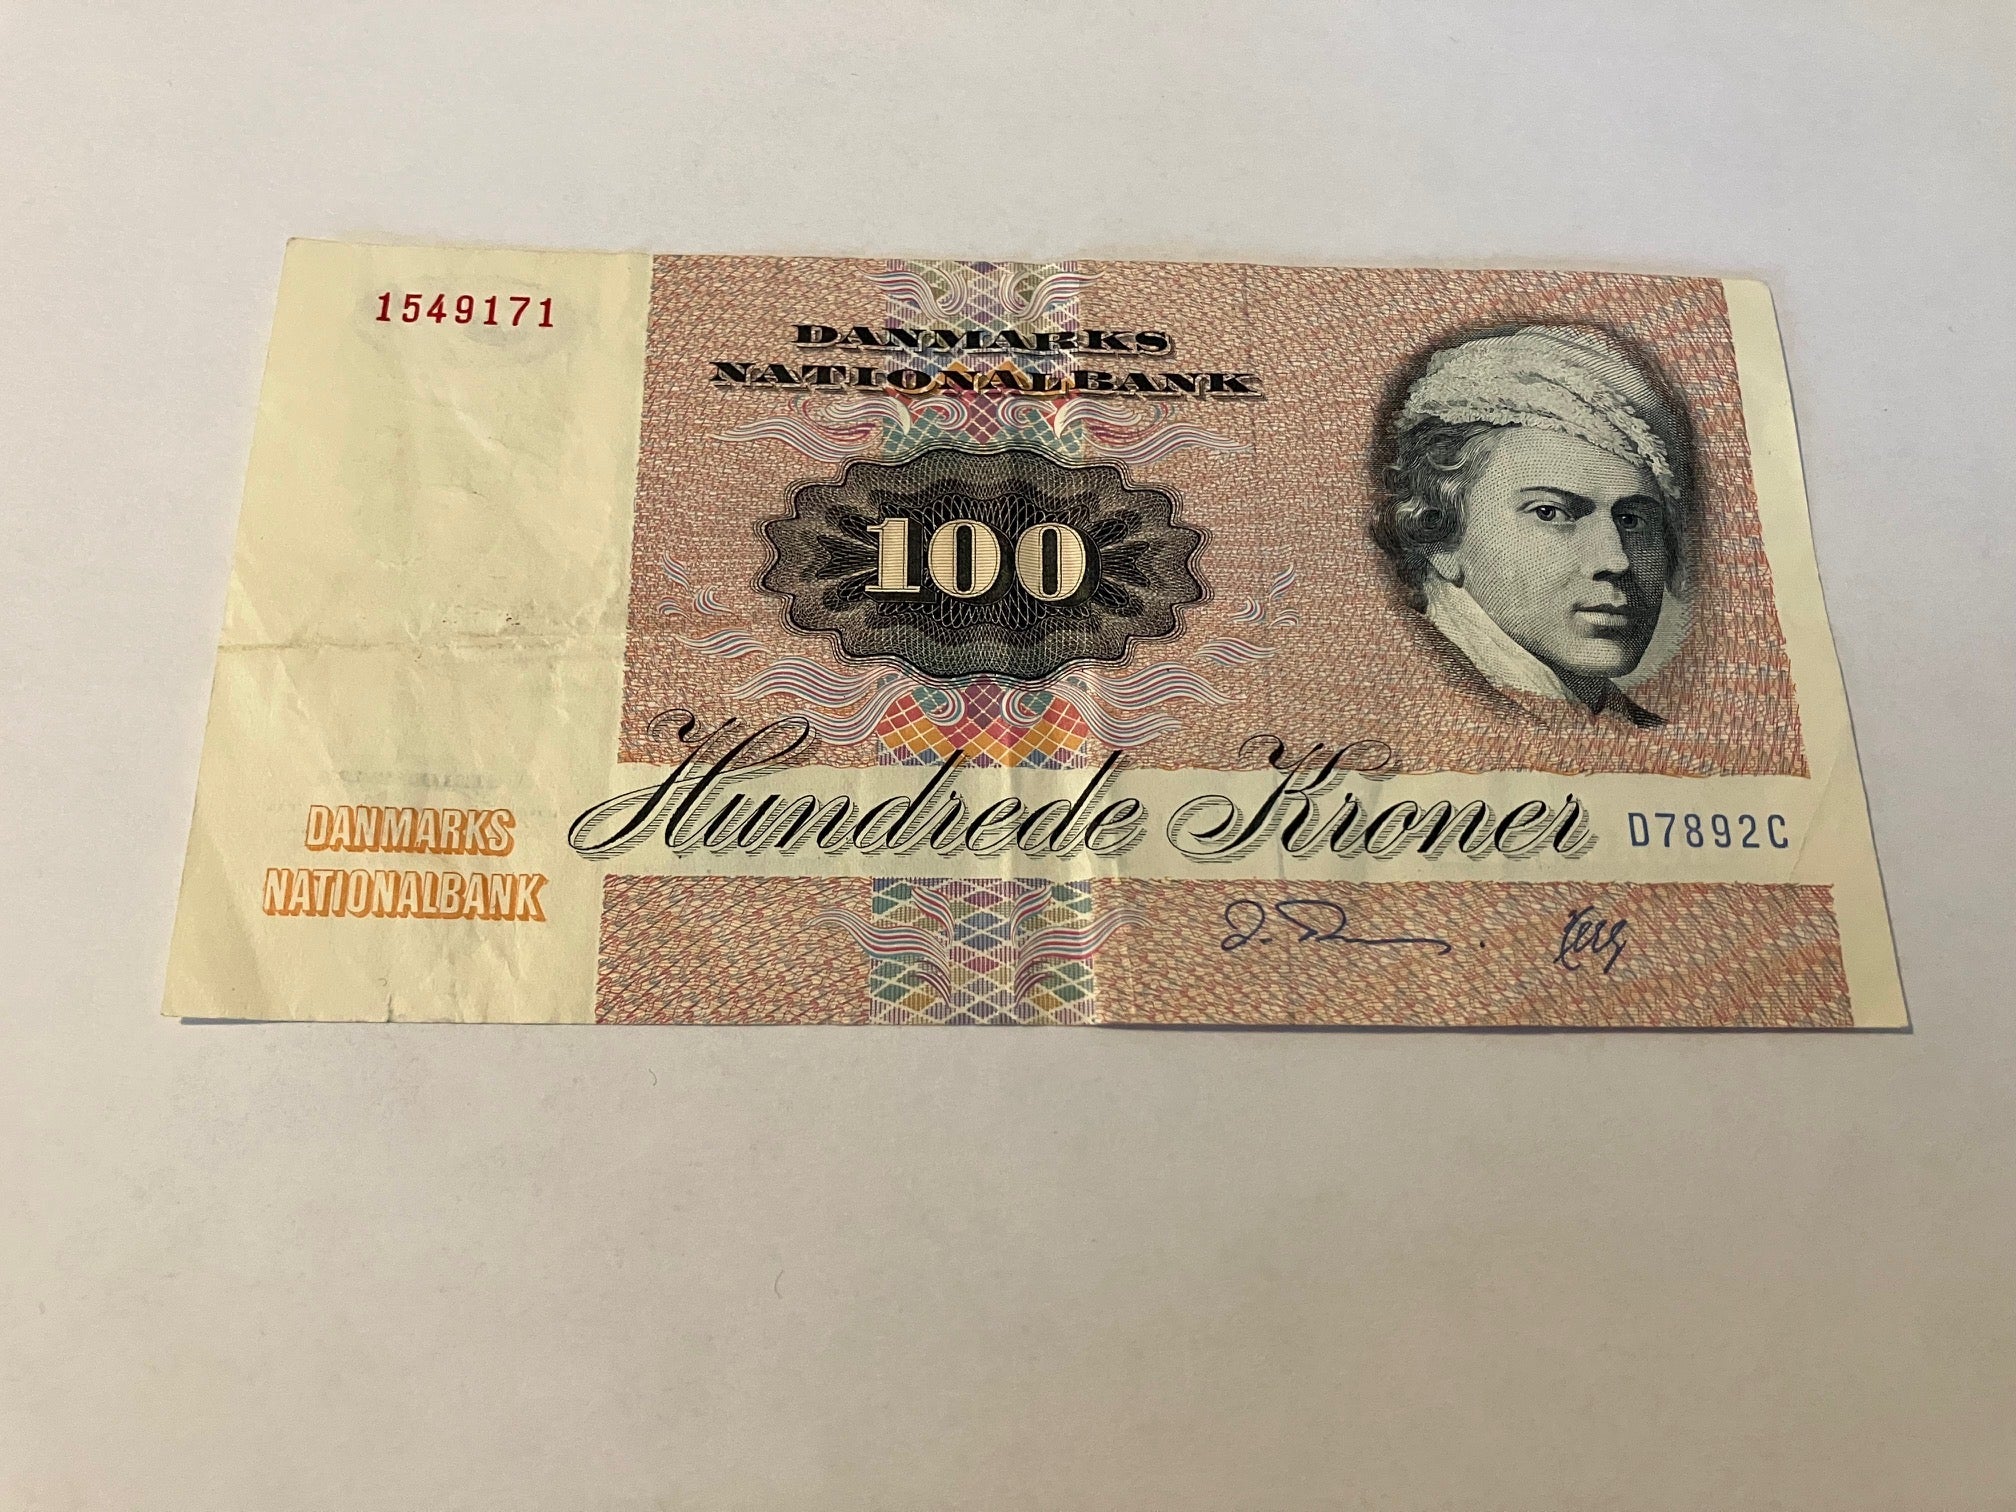 1549171
DANMARKS
NATIONALBANK
100
Hundrede Kroner
D7892C
DANMARKS
NATIONALBANK